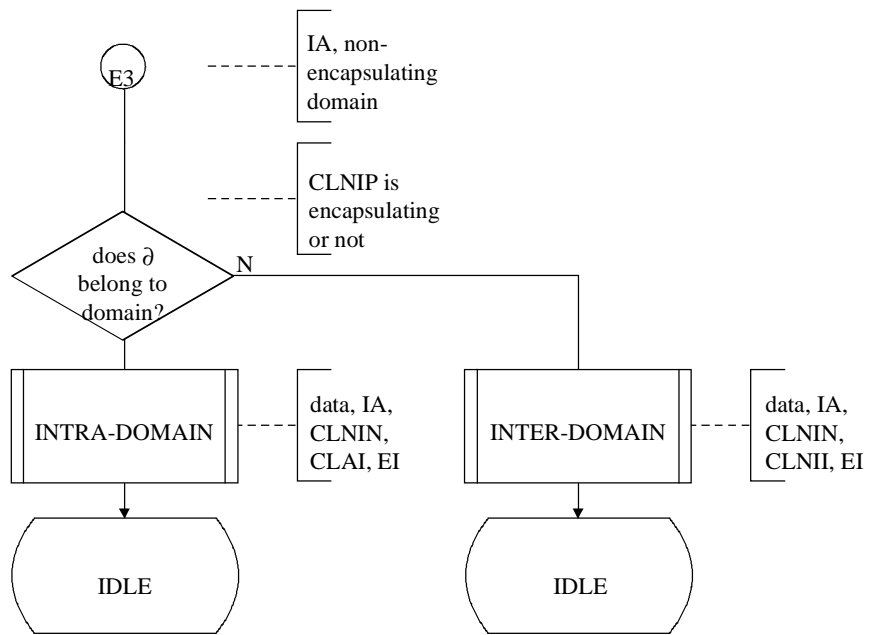 E3
IA, non-
encapsulating
domain
CLNIP is
encapsulating
or not
does ∂
belong to
domain?
N
INTRA-DOMAIN
data, IA,
CLNIN,
CLAI, EI
INTER-DOMAIN
data, IA,
CLNIN,
CLNII, EI
IDLE
IDLE